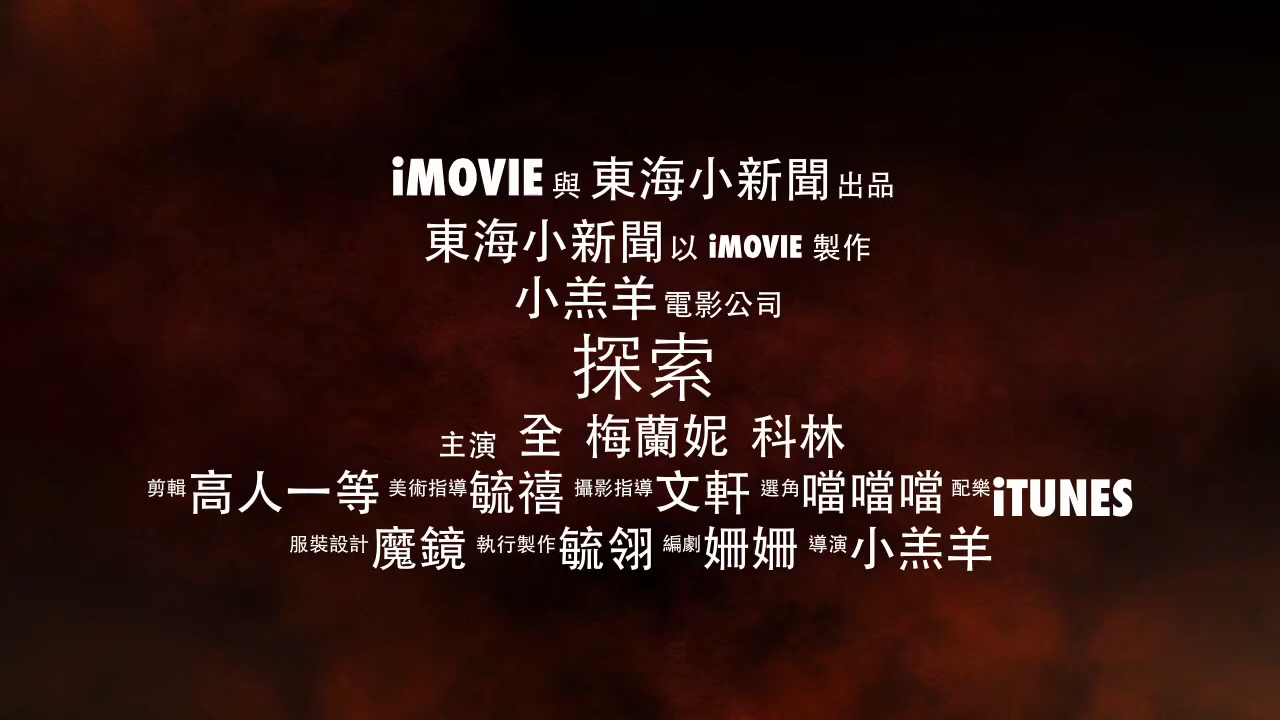 iMOVIE 與 東海小新聞 出品
東海小新聞 以 iMOVIE 製作
小羔羊 電影公司
探索
主演 全 梅蘭妮 科林
剪輯 高人一等 美術指導 毓禧 攝影指導 文軒 選角 噹噹噹 配樂 iTUNES
服裝設計 魔鏡 執行製作 毓翎 編劇 姍姍 導演 小羔羊